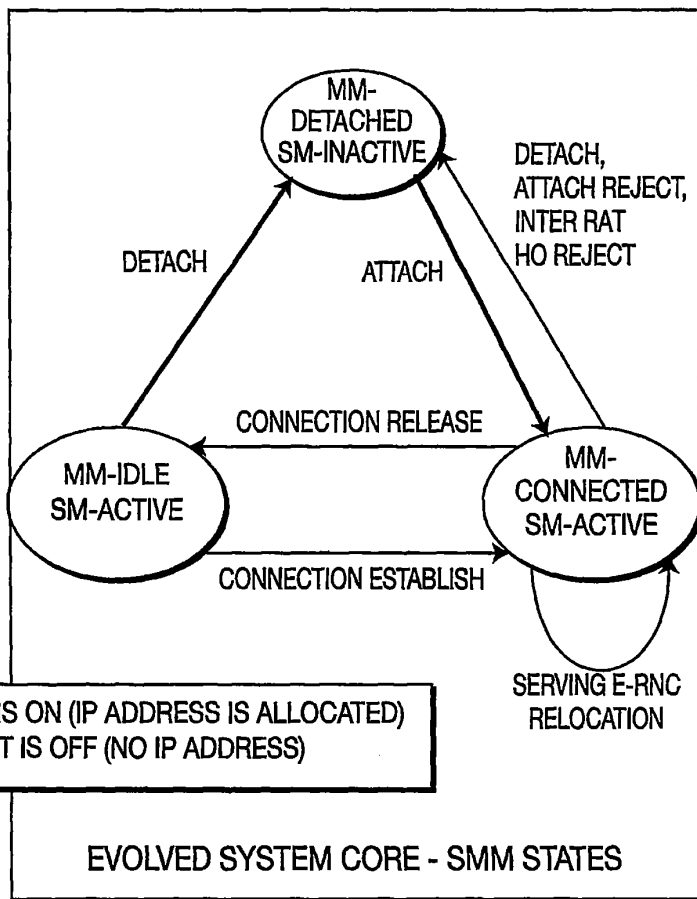 MM-
DETACHED
SM-INACTIVE
DETACH,
ATTACH REJECT,
INTER RAT
HO REJECT
DETACH
ATTACH
CONNECTION RELEASE
MM-IDLE
SM-ACTIVE
MM-
CONNECTED
SM-ACTIVE
CONNECTION ESTABLISH
SERVING E-RNC
RELOCATION
ON (IP ADDRESS IS ALLOCATED)
IS OFF (NO IP ADDRESS)
EVOLVED SYSTEM CORE - SMM STATES